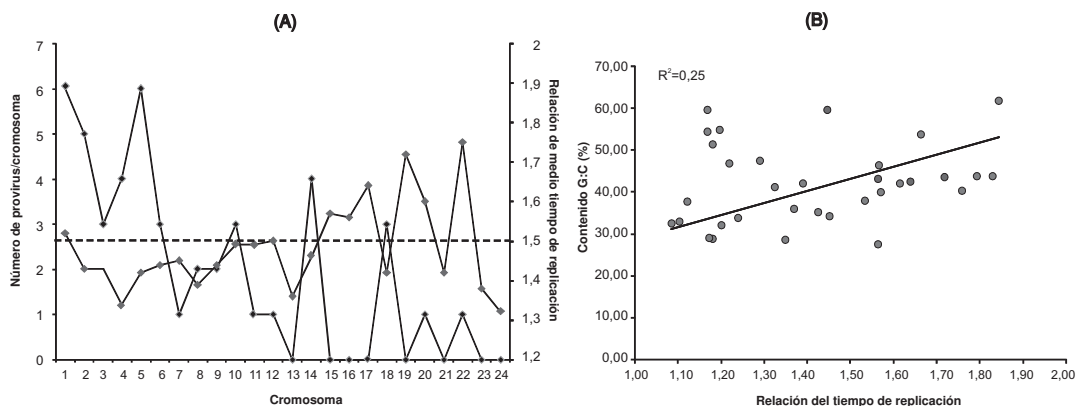 (A)
7
6
5
4
3
2
1
0
Número de provirus/cromosoma
2
1,9
1,8
1,7
1,6
1,5
1,4
1,3
1,2
Relación de medio tiempo de replicación
1 2 3 4 5 6 7 8 9 10 11 12 13 14 15 16 17 18 19 20 21 22 23 24
Cromosoma
(B)
R²=0,25
70,00
60,00
50,00
40,00
30,00
20,00
10,00
0,00
Contenido G:C (%)
1,00 1,10 1,20 1,30 1,40 1,50 1,60 1,70 1,80 1,90 2,00
Relación del tiempo de replicación